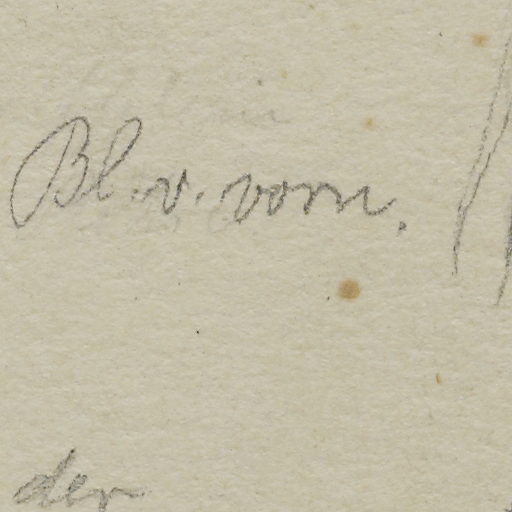 Bl. v. vorn.
der